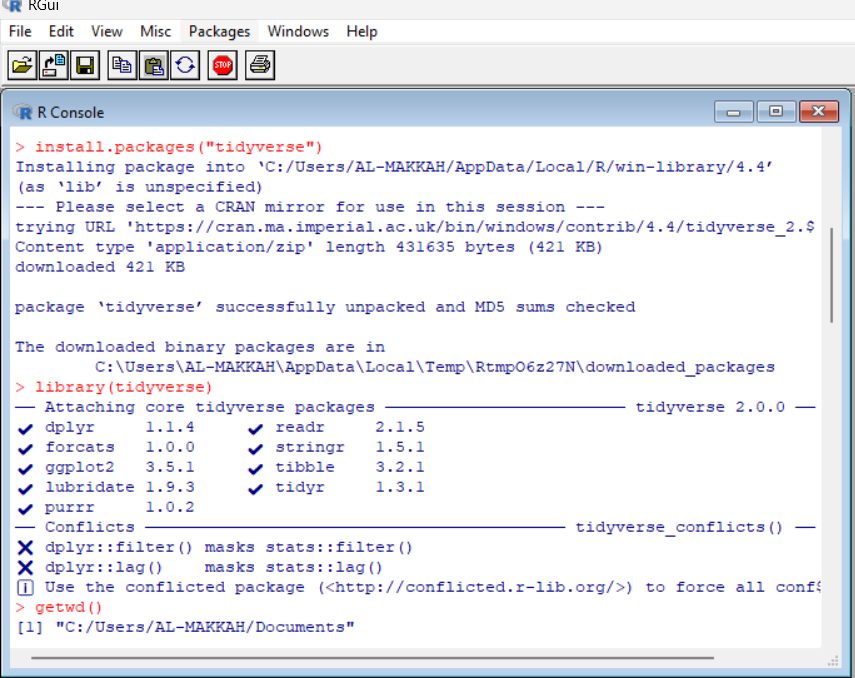 RGui
File Edit View Misc Packages Windows Help
STOP
R Console
> install.packages("tidyverse")
Installing package into ‘C:/Users/AL-MAKKAH/AppData/Local/R/win-library/4.4’
(as ‘lib’ is unspecified)
--- Please select a CRAN mirror for use in this session ---
trying URL 'https://cran.ma.imperial.ac.uk/bin/windows/contrib/4.4/tidyverse_2.$
Content type 'application/zip' length 431635 bytes (421 KB)
downloaded 421 KB
package ‘tidyverse’ successfully unpacked and MD5 sums checked
The downloaded binary packages are in
C:\Users\AL-MAKKAH\AppData\Local\Temp\RtmpO6z27N\downloaded_packages
> library(tidyverse)
── Attaching core tidyverse packages ──────────────────────── tidyverse 2.0.0 ──
✔ dplyr 1.1.4 ✔ readr 2.1.5
✔ forcats 1.0.0 ✔ stringr 1.5.1
✔ ggplot2 3.5.1 ✔ tibble 3.2.1
✔ lubridate 1.9.3 ✔ tidyr 1.3.1
✔ purrr 1.0.2
── Conflicts ────────────────────────────────────────── tidyverse_conflicts() ──
✖ dplyr::filter() masks stats::filter()
✖ dplyr::lag() masks stats::lag()
ℹ Use the conflicted package (<http://conflicted.r-lib.org/>) to force all conf$
> getwd()
[1] "C:/Users/AL-MAKKAH/Documents"